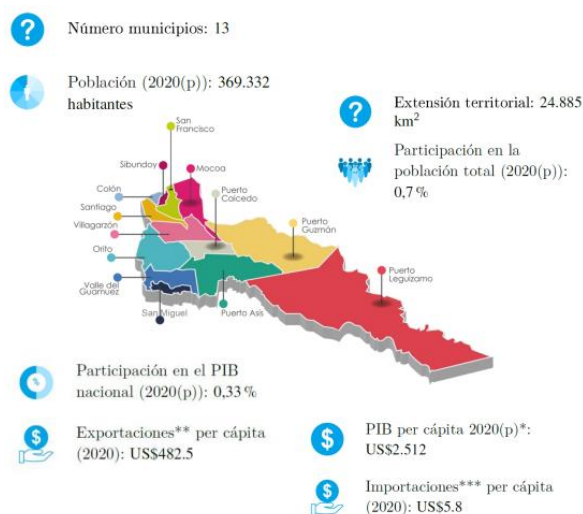 Número municipios: 13
Población (2020(p)): 369.332
habitantes
Extensión territorial: 24.885
km²
Participación en la
población total (2020(p)):
0,7 %
San
Francisco
Sibunday
Mocoa
Colón
Puerto
Caicedo
Santiago
Villagarzón
Puerto
Guzmán
Orito
Puerto
Leguízamo
Valle del
Guamuez
San Miguel
Puerto Asís
Participación en el PIB
nacional (2020(p)): 0,33 %
Exportaciones** per cápita
(2020): US$482.5
PIB per cápita 2020(p)*:
US$2.512
Importaciones*** per cápita
(2020): US$5.8